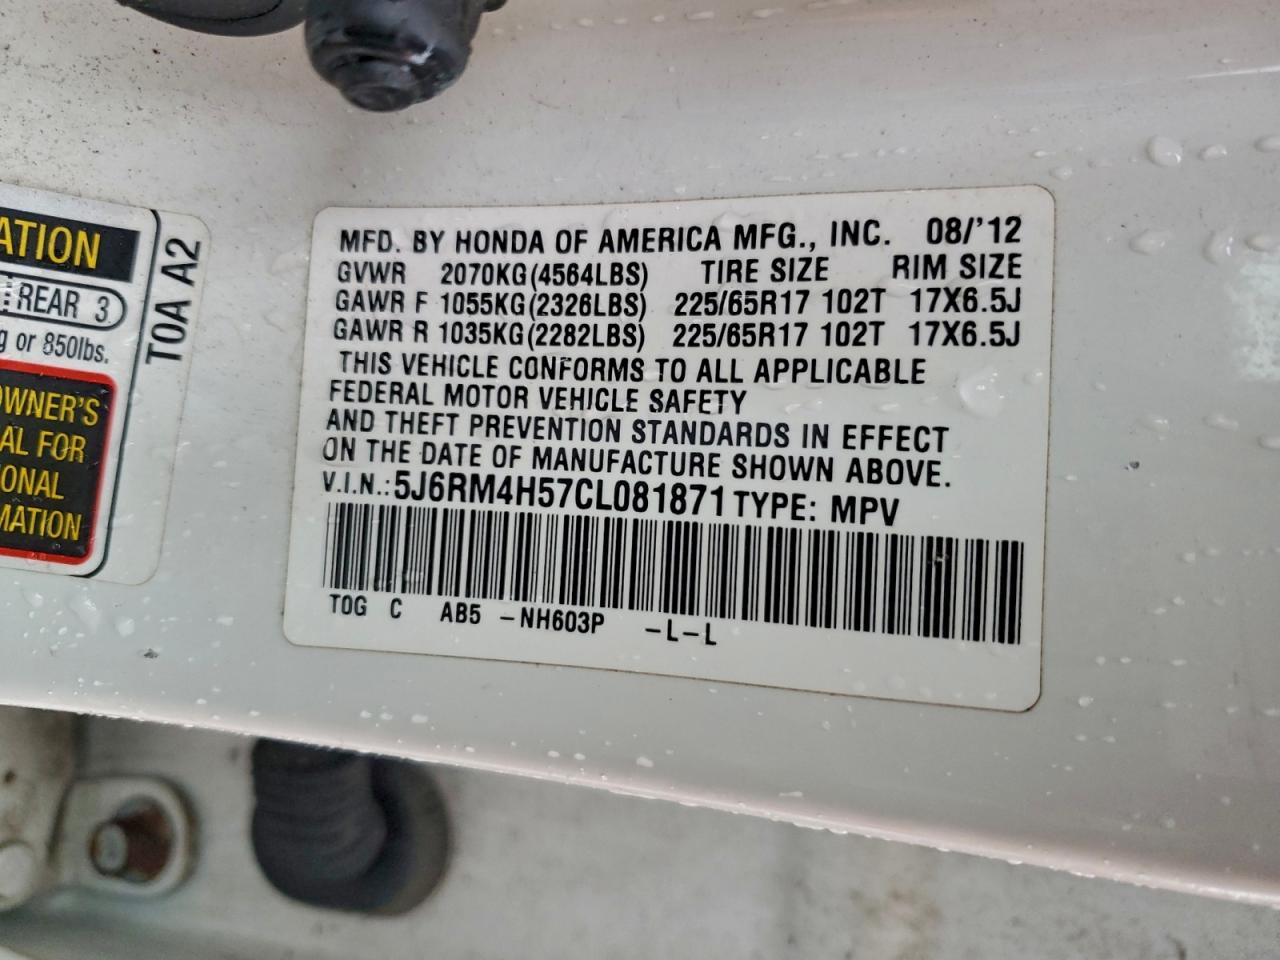 ATION
REAR 3
g or 850lbs.
OWNER'S
AL FOR
ONAL
MATION
T0A A2
MFD. BY HONDA OF AMERICA MFG., INC. 08/'12
GVWR 2070KG(4564LBS) TIRE SIZE RIM SIZE
GAWR F 1055KG(2326LBS) 225/65R17 102T 17X6.5J
GAWR R 1035KG(2282LBS) 225/65R17 102T 17X6.5J
THIS VEHICLE CONFORMS TO ALL APPLICABLE
FEDERAL MOTOR VEHICLE SAFETY
AND THEFT PREVENTION STANDARDS IN EFFECT
ON THE DATE OF MANUFACTURE SHOWN ABOVE.
V.I.N.:5J6RM4H57CL081871 TYPE: MPV
T0G C AB5 -NH603P -L-L